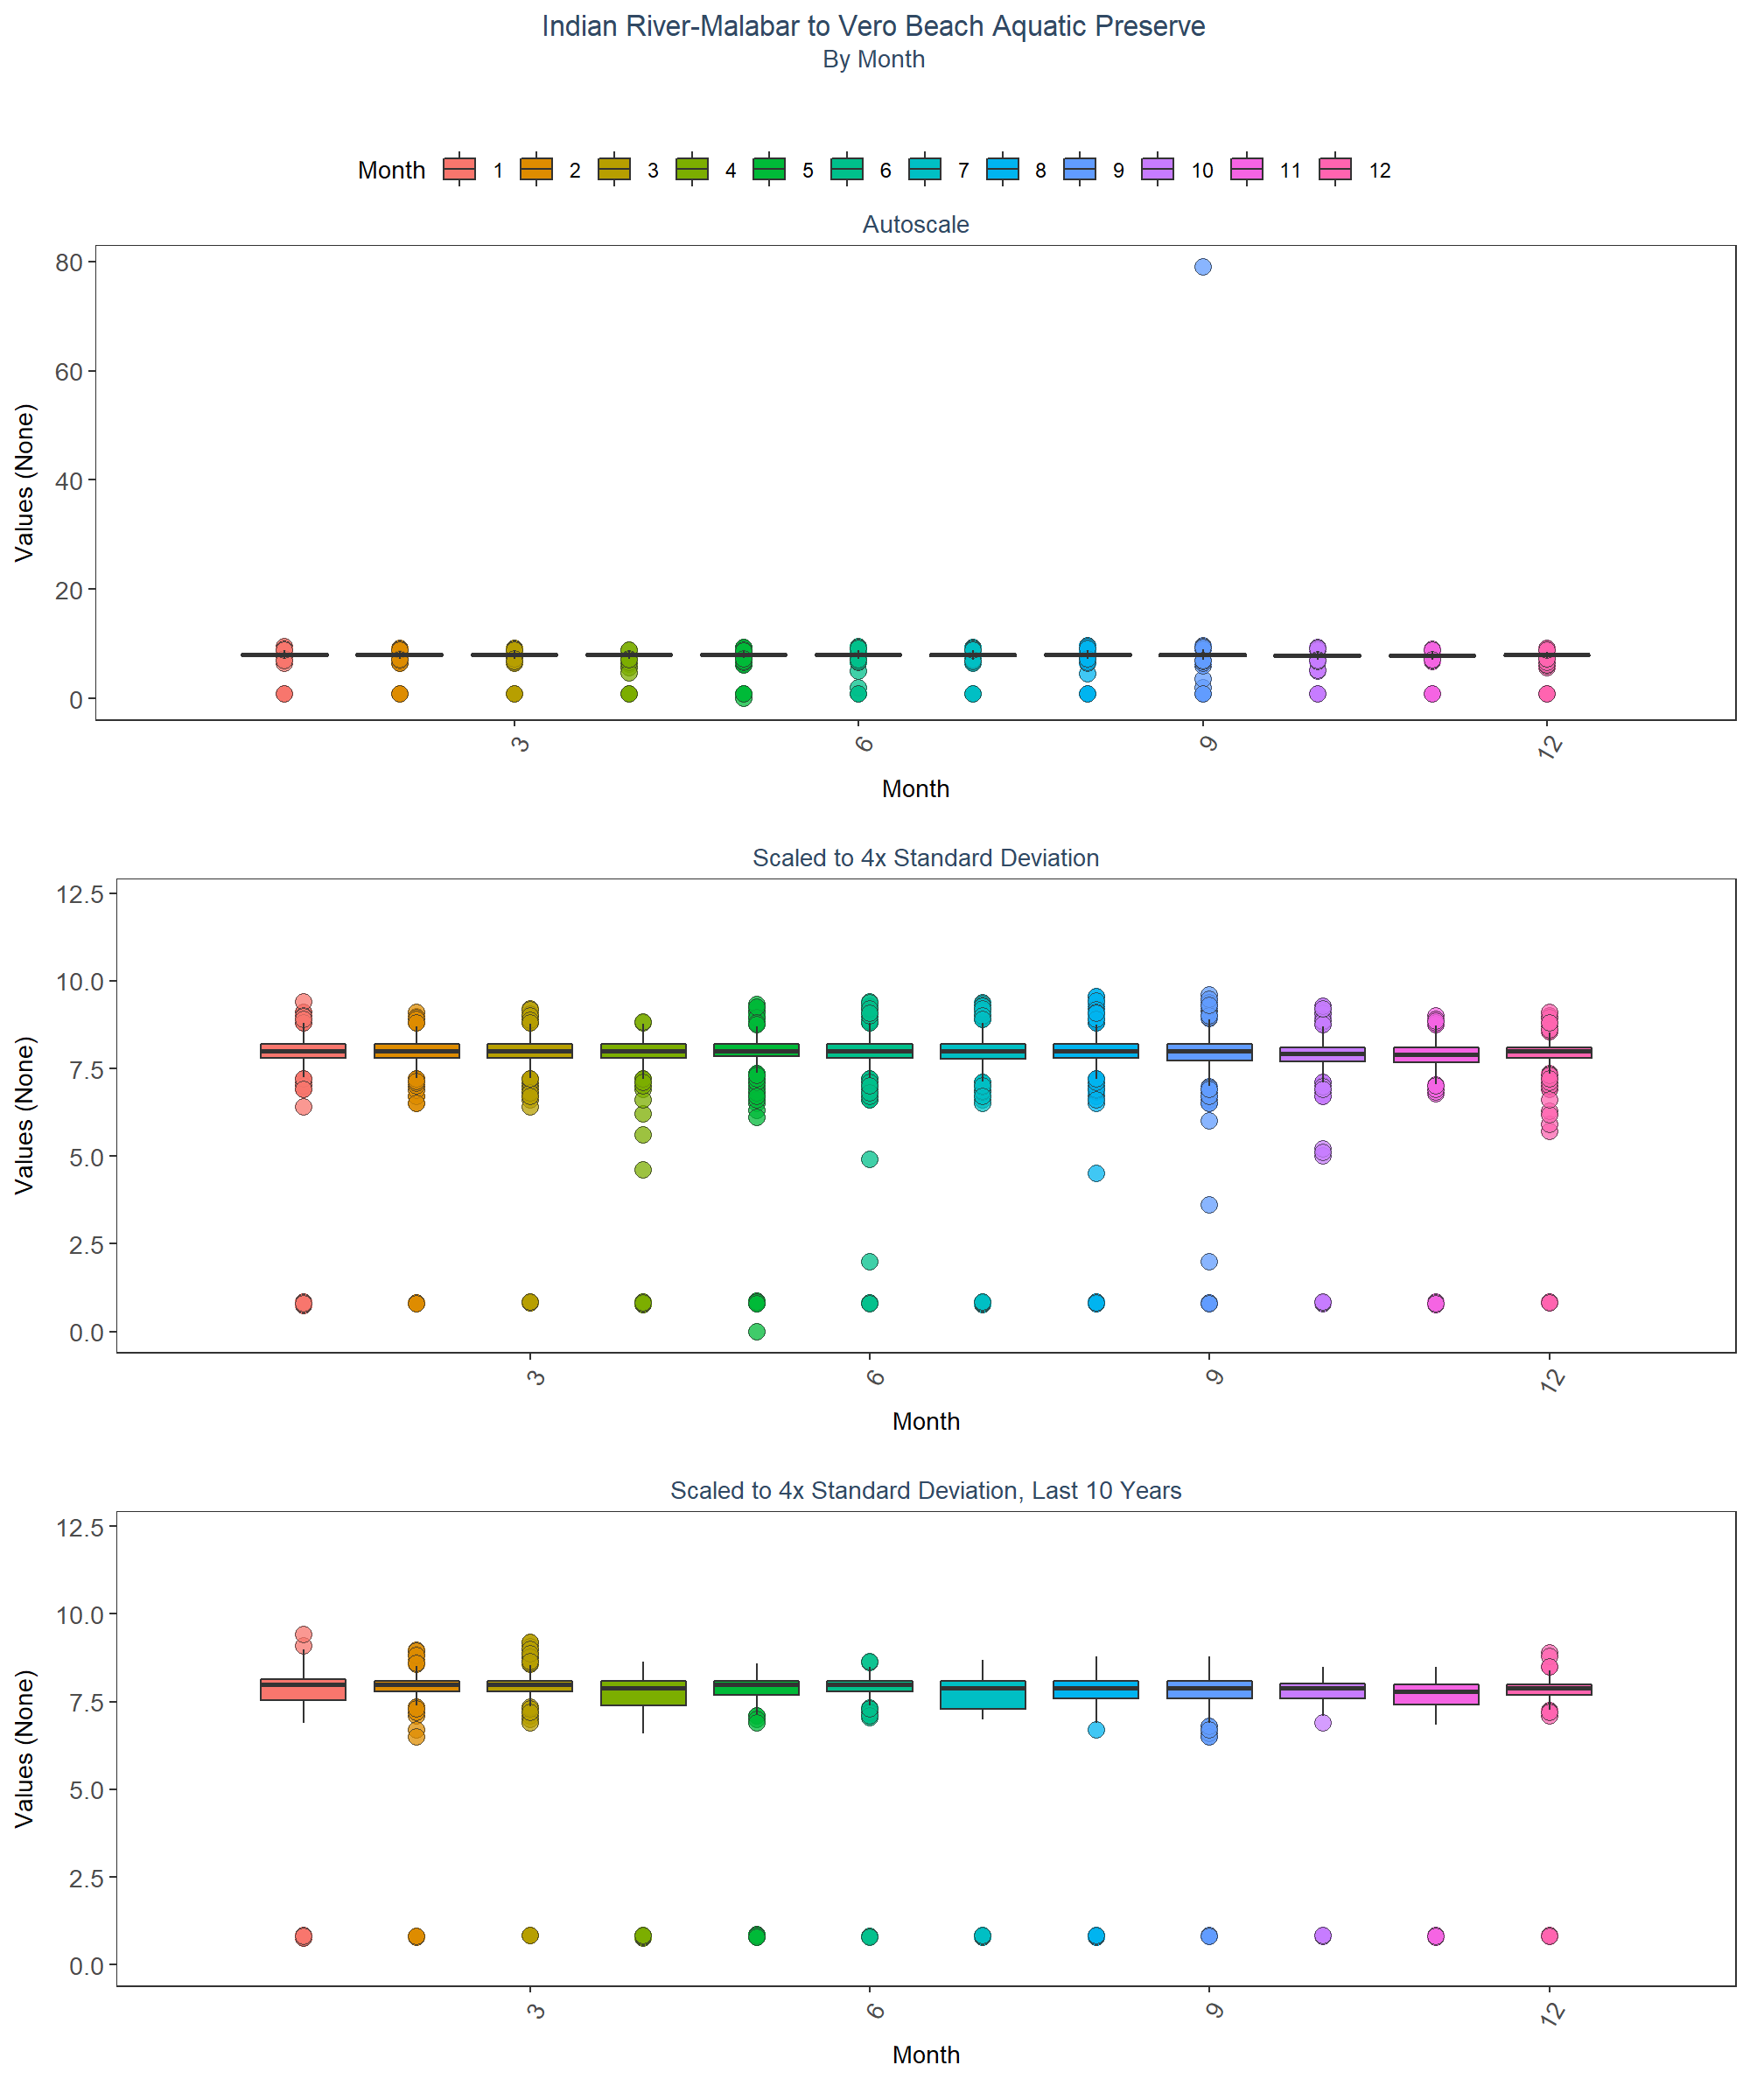 Indian River-Malabar to Vero Beach Aquatic Preserve
By Month
Month 1 2 3 4 5 6 7 8 9 10 11 12
Autoscale
80
60
40
20
0
Values (None)
3 6 9 12
Month
Scaled to 4x Standard Deviation
12.5
10.0
7.5
5.0
2.5
0.0
Values (None)
3 6 9 12
Month
Scaled to 4x Standard Deviation, Last 10 Years
12.5
10.0
7.5
5.0
2.5
0.0
Values (None)
3 6 9 12
Month